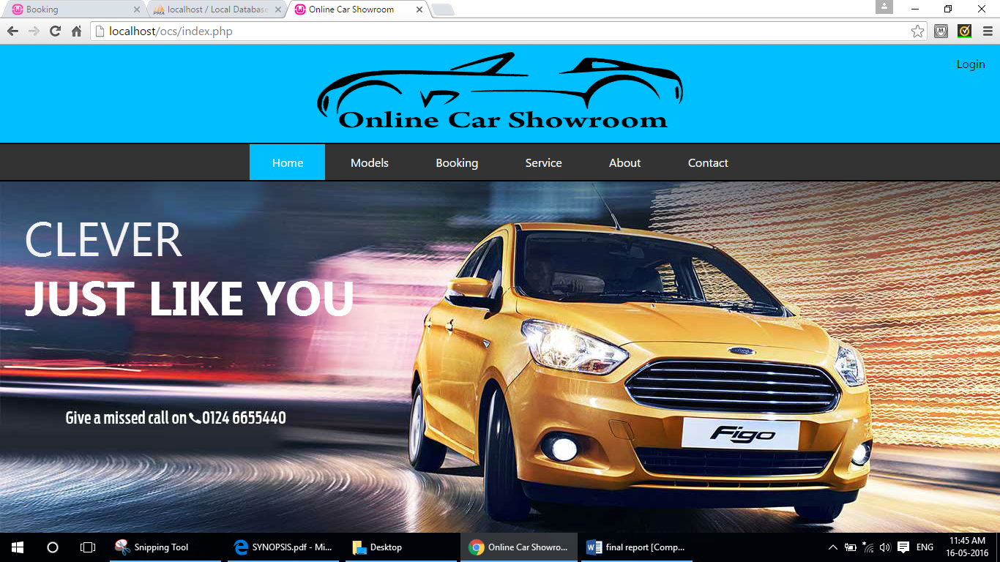 Booking
localhost / Local Database
Online Car Showroom
localhost/ocs/index.php
Login
Online Car Showroom
Home
Models
Booking
Service
About
Contact
CLEVER
JUST LIKE YOU
Give a missed call on 0124 6655440
Figo
Snipping Tool
SYNOPSIS.pdf - Mi...
Desktop
Online Car Showro...
final report [Comp...
ENG
11:45 AM
16-05-2016